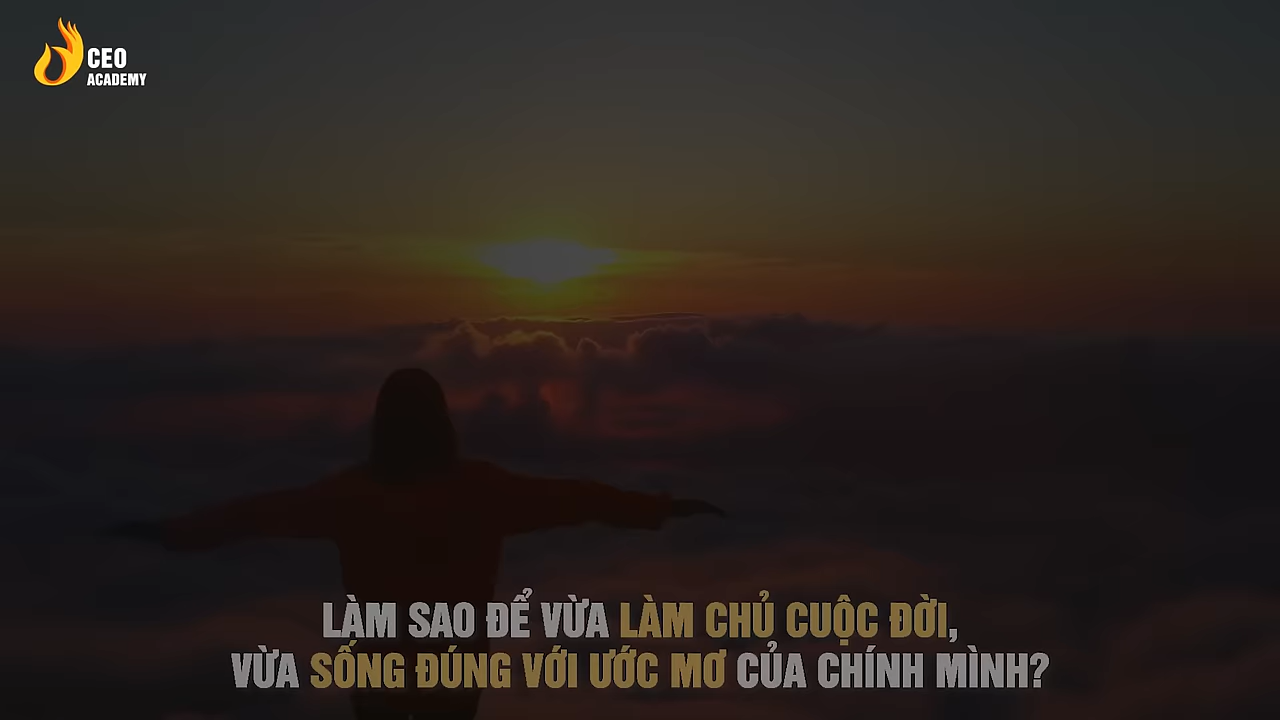 CEO
ACADEMY
LÀM SAO ĐỂ VỪA LÀM CHỦ CUỘC ĐỜI,
VỪA SỐNG ĐÚNG VỚI ƯỚC MƠ CỦA CHÍNH MÌNH?